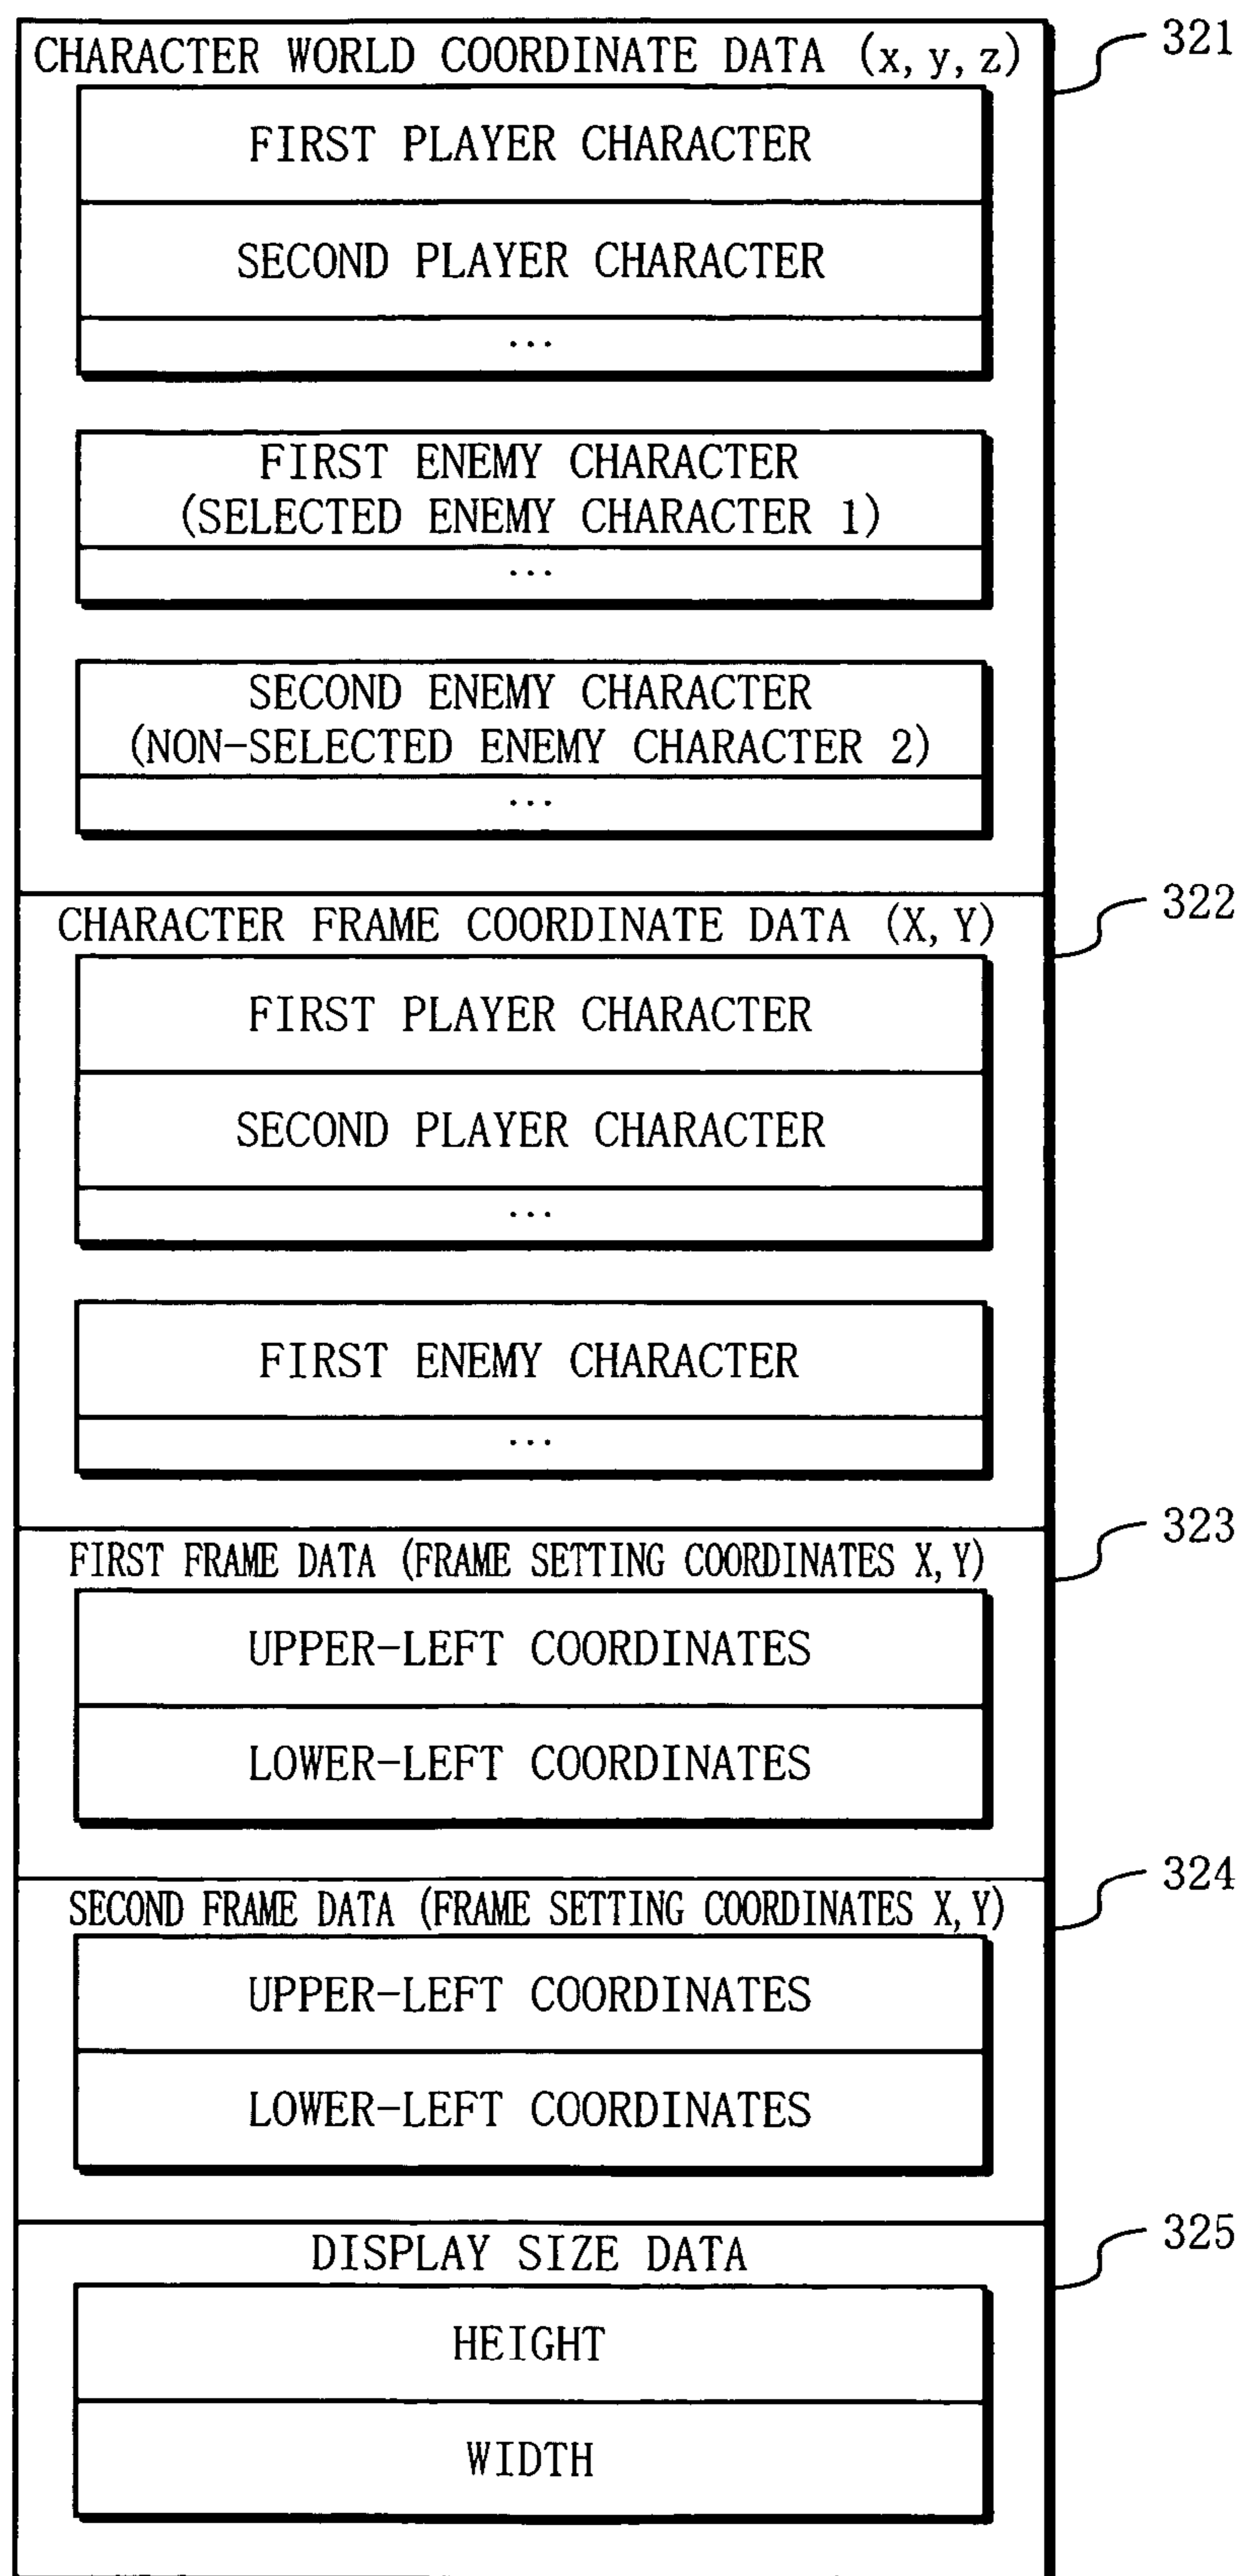 CHARACTER WORLD COORDINATE DATA (x, y, z)
321
FIRST PLAYER CHARACTER
SECOND PLAYER CHARACTER
...
FIRST ENEMY CHARACTER
(SELECTED ENEMY CHARACTER 1)
...
SECOND ENEMY CHARACTER
(NON-SELECTED ENEMY CHARACTER 2)
...
CHARACTER FRAME COORDINATE DATA (X, Y)
322
FIRST PLAYER CHARACTER
SECOND PLAYER CHARACTER
...
FIRST ENEMY CHARACTER
...
FIRST FRAME DATA (FRAME SETTING COORDINATES X, Y)
323
UPPER-LEFT COORDINATES
LOWER-LEFT COORDINATES
SECOND FRAME DATA (FRAME SETTING COORDINATES X, Y)
324
UPPER-LEFT COORDINATES
LOWER-LEFT COORDINATES
DISPLAY SIZE DATA
325
HEIGHT
WIDTH